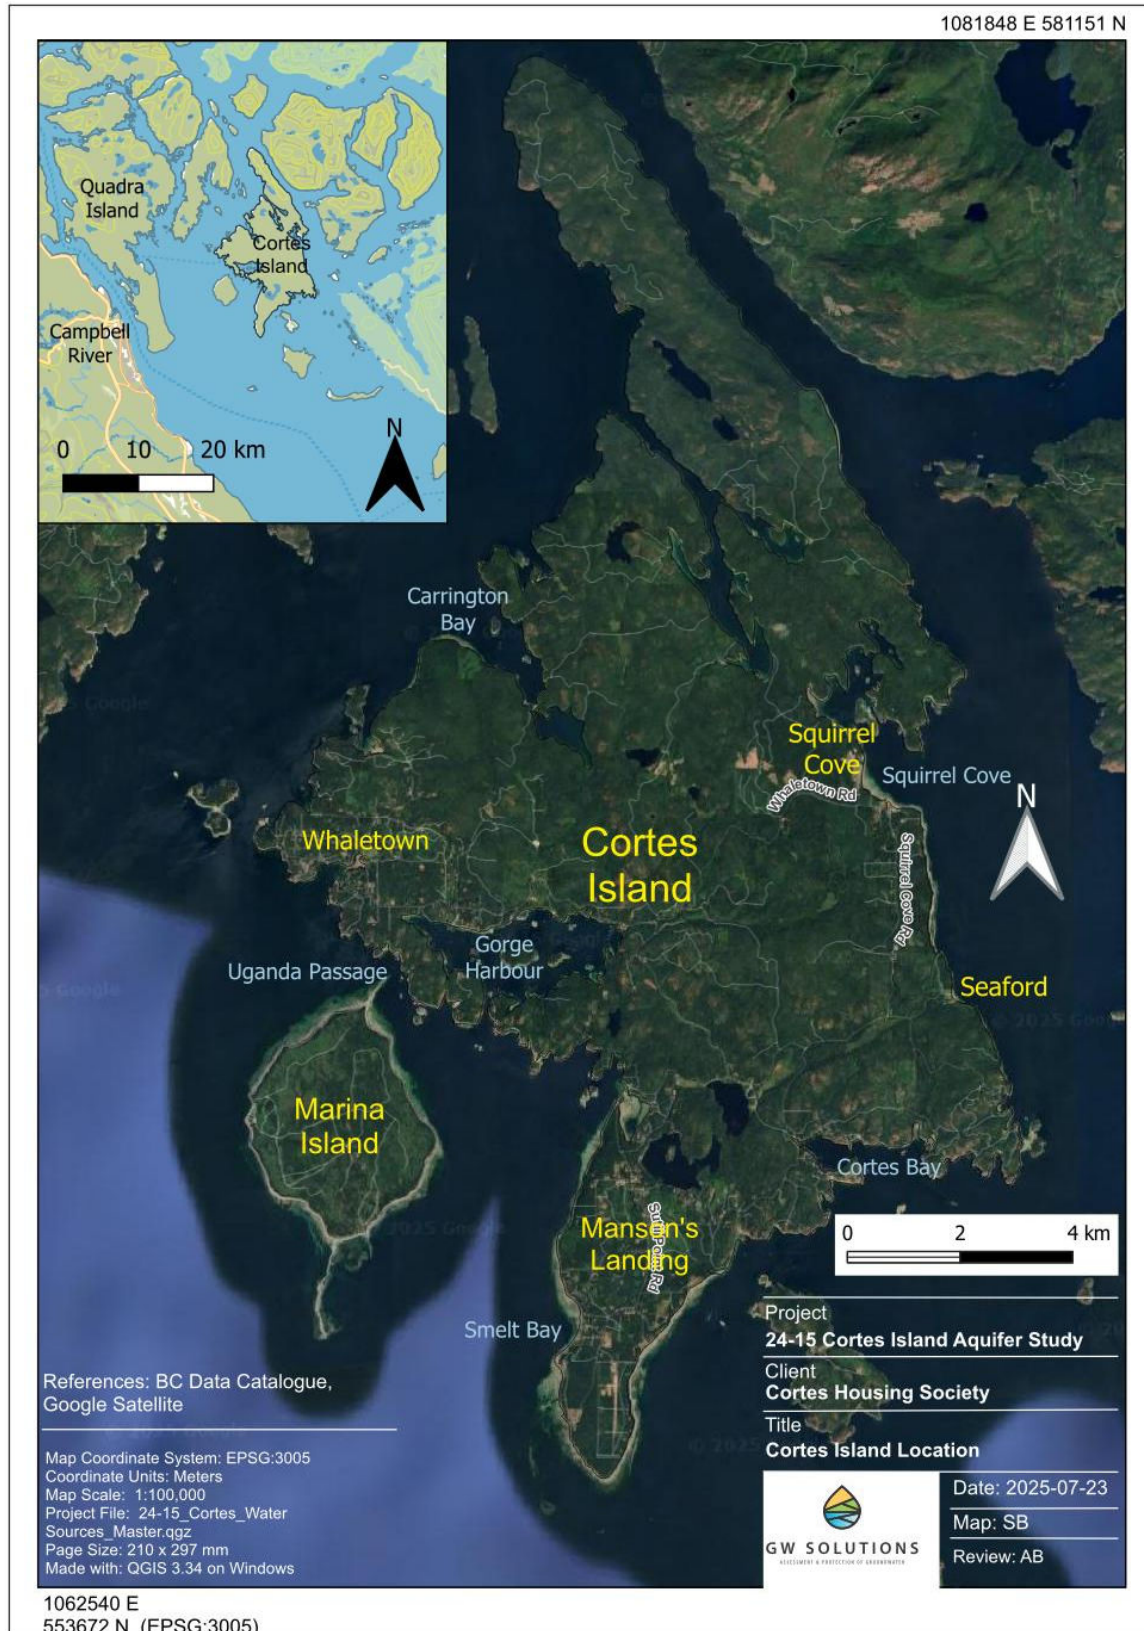 1081848 E 581151 N
Quadra
Island
Cortes
Island
Campbell
River
N
0 10 20 km
Carrington
Bay
Squirrel
Cove
Squirrel Cove
Whaletown Rd
N
Whaletown
Cortes
Island
Squirrel Cove Rd
Gorge
Harbour
Uganda Passage
Seaford
Marina
Island
Cortes Bay
Manson's
Landing
0 2 4 km
Smelt Bay
Project
24-15 Cortes Island Aquifer Study
Client
Cortes Housing Society
Title
Cortes Island Location
References: BC Data Catalogue,
Google Satellite
Map Coordinate System: EPSG:3005
Coordinate Units: Meters
Map Scale: 1:100,000
Project File: 24-15_Cortes_Water
Sources_Master.qgz
Page Size: 210 x 297 mm
Made with: QGIS 3.34 on Windows
GW SOLUTIONS
ASSESSMENT & PROTECTION OF GROUNDWATER
Date: 2025-07-23
Map: SB
Review: AB
1062540 E
553672 N (EPSG:3005)